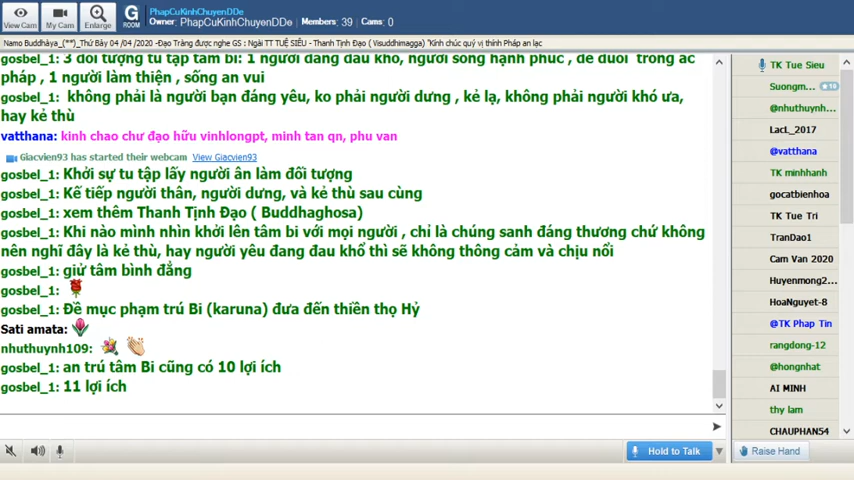 View Cam
My Cam
Enlarge
G
ROOM
PhapCuKinhChuyenDDe
Owner: PhapCuKinhChuyenDDe | Members: 39 | Cams: 0
Namo Buddhàya_(**)_Thứ Bảy 04 /04 /2020 -Đạo Tràng được nghe GS : Ngài TT TUỆ SIÊU - Thanh Tịnh Đạo ( Visuddhimagga) "Kính chúc quý vị thính Pháp an lạc
gosbel_1: 3 đối tượng tu tập tâm bi: 1 người đang đau khổ, người sống hạnh phúc , dể duôi trong ác
pháp , 1 người làm thiện , sống an vui
gosbel_1: không phải là người bạn đáng yêu, ko phải người dưng , kẻ lạ, không phải người khó ưa,
hay kẻ thù
vatthana: kinh chao chư đạo hữu vinhlongpt, minh tan qn, phu van
Giacvien93 has started their webcam View Giacvien93
gosbel_1: Khởi sự tu tập lấy người ân làm đối tượng
gosbel_1: Kế tiếp người thân, người dưng, và kẻ thù sau cùng
gosbel_1: xem thêm Thanh Tịnh Đạo ( Buddhaghosa)
gosbel_1: Khi nào mình nhìn khởi lên tâm bi với mọi người , chỉ là chúng sanh đáng thương chứ không
nên nghĩ đây là kẻ thù, hay người yêu đang đau khổ thì sẽ không thông cảm và chịu nổi
gosbel_1: giử tâm bình đẳng
gosbel_1:
gosbel_1: Đề mục phạm trú Bi (karuna) đưa đến thiền thọ Hỷ
Sati amata:
nhuthuynh109:
gosbel_1: an trú tâm Bi cũng có 10 lợi ích
gosbel_1: 11 lợi ích
Hold to Talk
TK Tue Sieu
Suongm... 18
@nhuthuynh...
LacL_2017
@vatthana
TK minhhanh
gocatbienhoa
TK Tue Tri
TranDao1
Cam Van 2020
Huyenmong2...
HoaNguyet-8
@TK Phap Tin
rangdong-12
@hongnhat
AI MINH
thy lam
CHAUPHAN54
Raise Hand